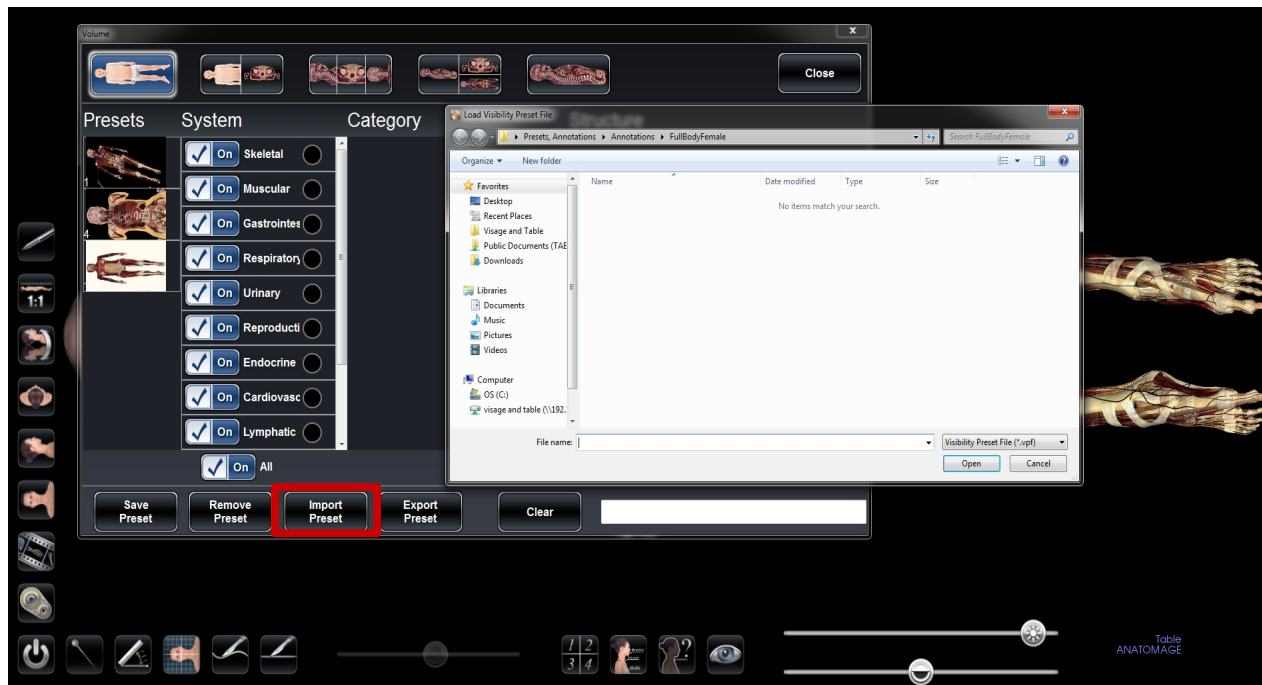 Volume
x
Close
Presets
System
Category
Structure
1
4
On Skeletal
On Muscular
On Gastrointes
On Respiratory
On Urinary
On Reproducti
On Endocrine
On Cardiovasc
On Lymphatic
On All
Save Preset
Remove Preset
Import Preset
Export Preset
Clear
Load Visibility Preset File
x
Presets, Annotations ▸ Annotations ▸ FullBodyFemale
Search FullBodyFemale
Organize
New folder
Name
Date modified
Type
Size
No items match your search.
Favorites
Desktop
Recent Places
Visage and Table
Public Documents (TAE
Downloads
Libraries
Documents
Music
Pictures
Videos
Computer
OS (C:)
visage and table (\\192.
File name:
Visibility Preset File (*.vpf)
Open
Cancel
1:1
1 2
3 4
?
Table
ANATOMAGE